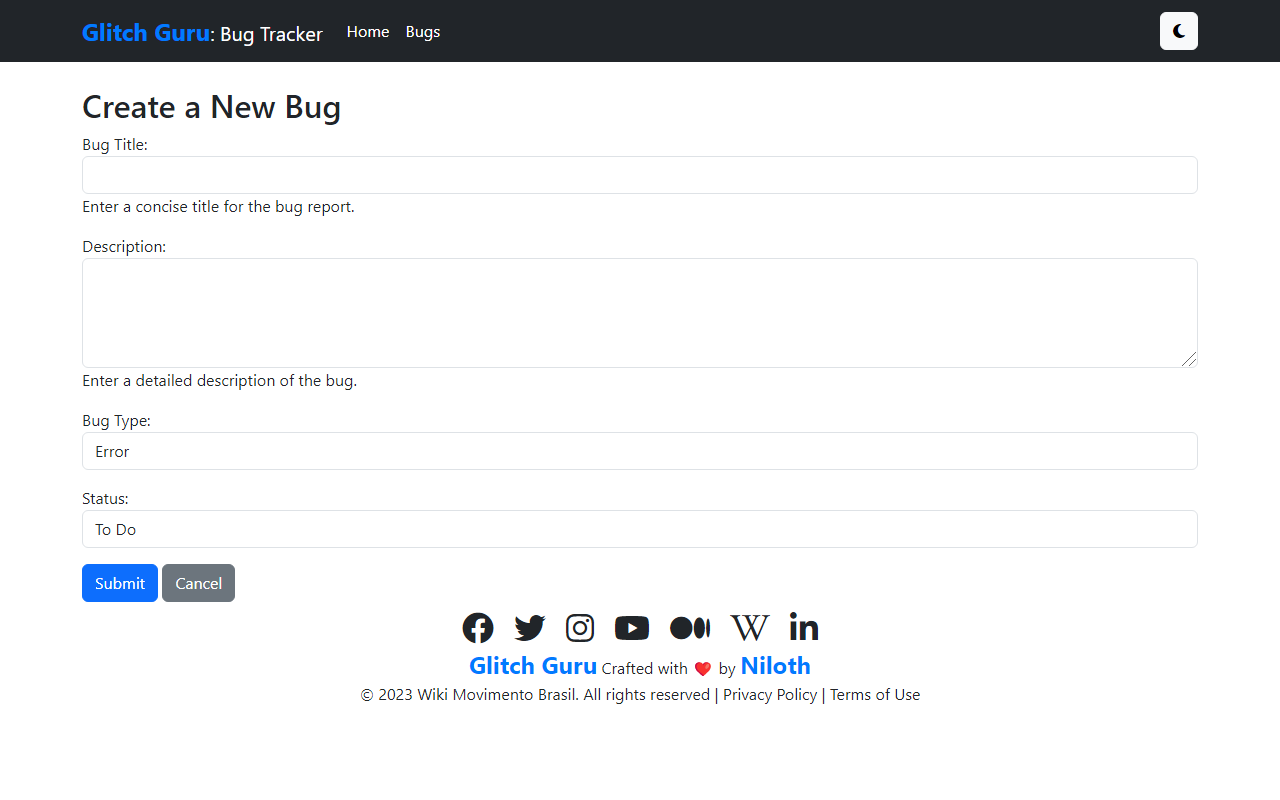 Glitch Guru: Bug Tracker Home Bugs
Create a New Bug
Bug Title:
Enter a concise title for the bug report.
Description:
Enter a detailed description of the bug.
Bug Type:
Error
Status:
To Do
Submit Cancel
Glitch Guru Crafted with ❤️ by Niloth
© 2023 Wiki Movimento Brasil. All rights reserved | Privacy Policy | Terms of Use